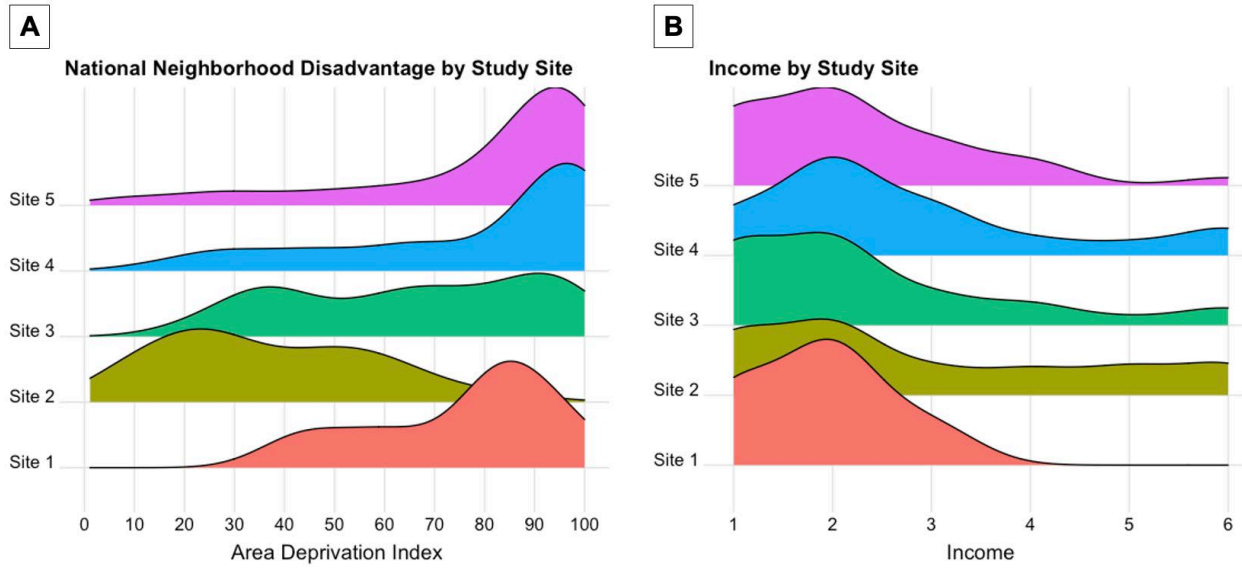 A
National Neighborhood Disadvantage by Study Site
Site 5
Site 4
Site 3
Site 2
Site 1
0 10 20 30 40 50 60 70 80 90 100
Area Deprivation Index
B
Income by Study Site
Site 5
Site 4
Site 3
Site 2
Site 1
1 2 3 4 5 6
Income